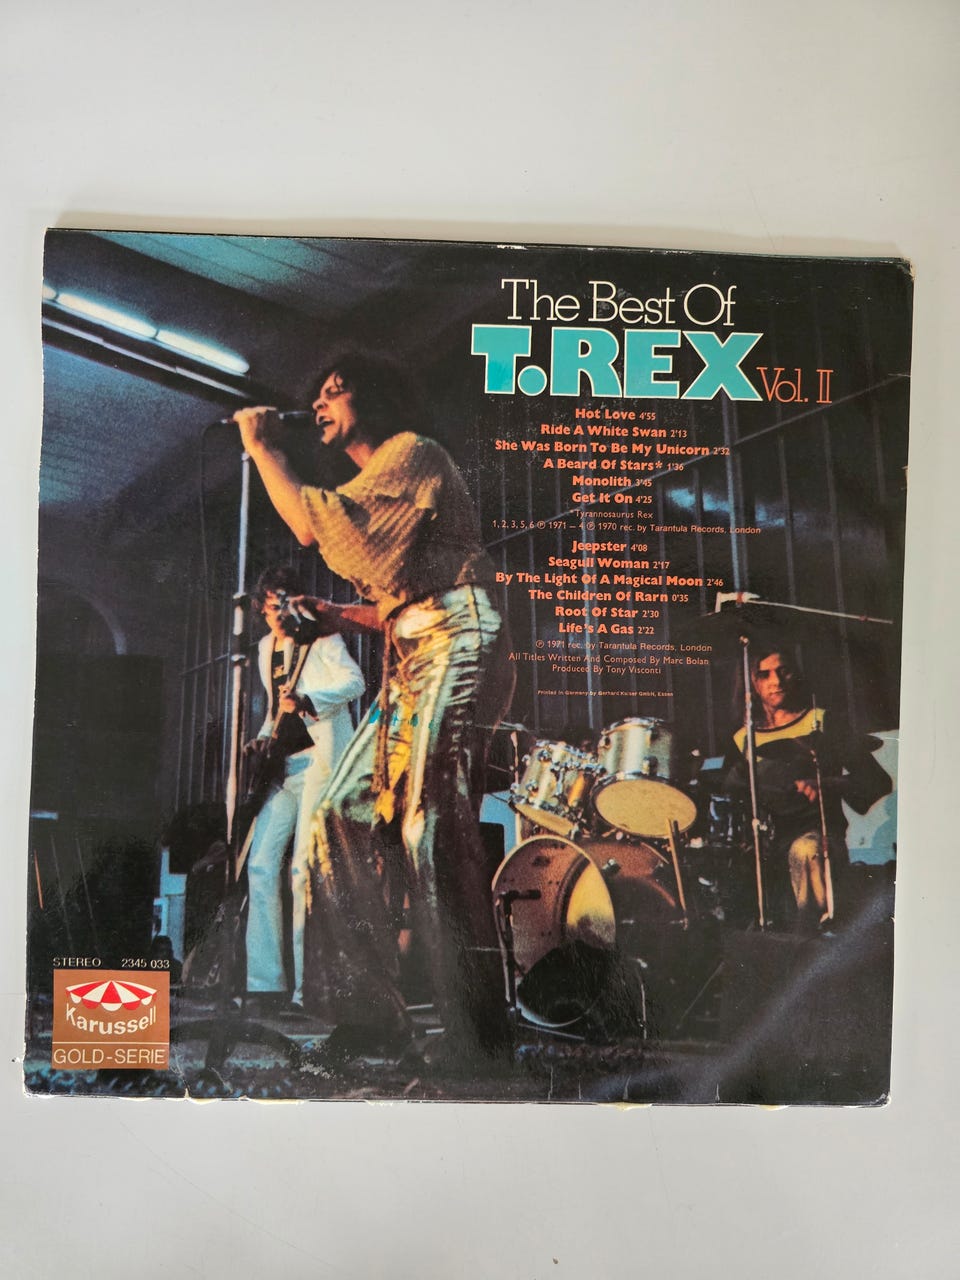 The Best Of
T.REX Vol. II
Hot Love 4'55
Ride A White Swan 2'13
She Was Born To Be My Unicorn 2'32
A Beard Of Stars* 1'36
Monolith 3'45
Get It On 4'25
*Tyrannosaurus Rex
1, 2, 3, 5, 6 ℗ 1971 – 4 ℗ 1970 rec. by Tarantula Records, London
Jeepster 4'08
Seagull Woman 2'17
By The Light Of A Magical Moon 2'46
The Children Of Rarn 0'35
Root Of Star 2'30
Life's A Gas 2'22
℗ 1971 rec. by Tarantula Records, London
All Titles Written And Composed By Marc Bolan
Produced By Tony Visconti
Printed in Germany by Gerhard Kaiser GmbH, Essen
STEREO 2345 033
Karussell
GOLD-SERIE